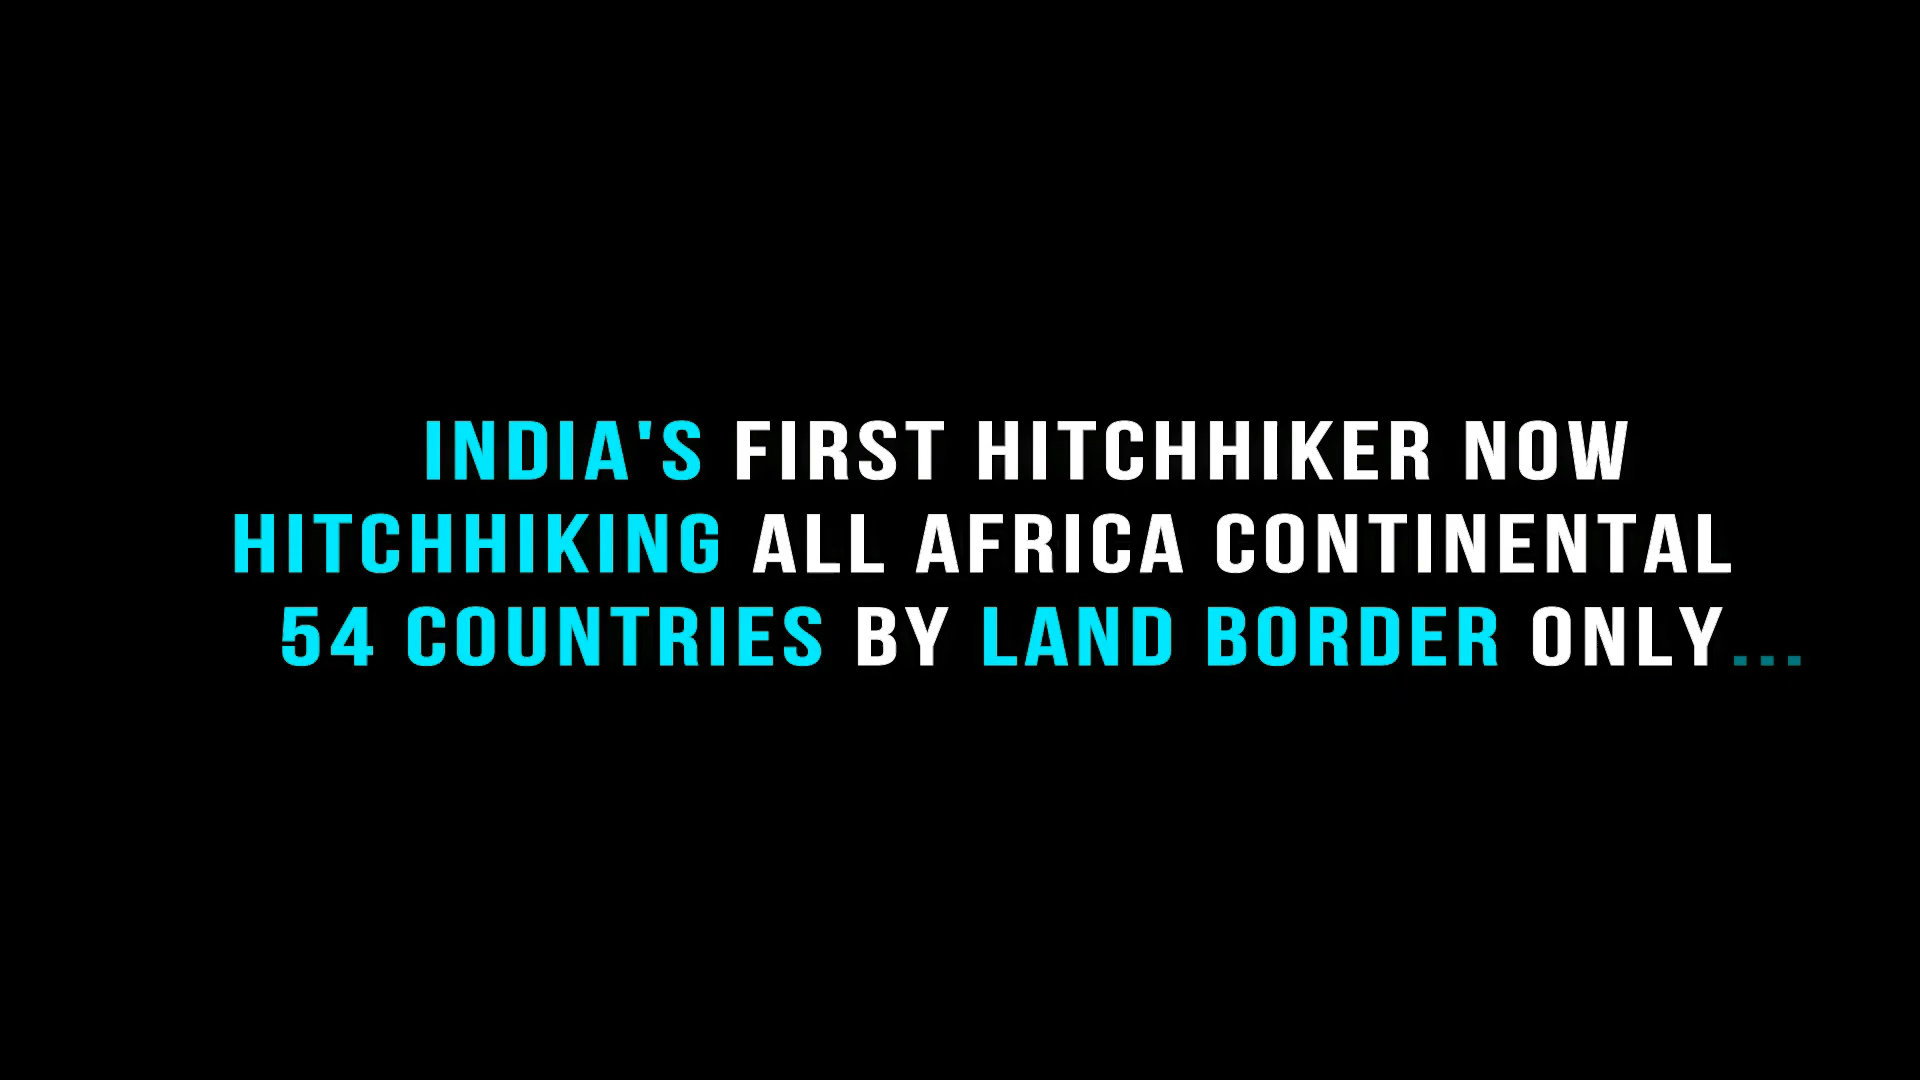 INDIA'S FIRST HITCHHIKER NOW
HITCHHIKING ALL AFRICA CONTINENTAL
54 COUNTRIES BY LAND BORDER ONLY...